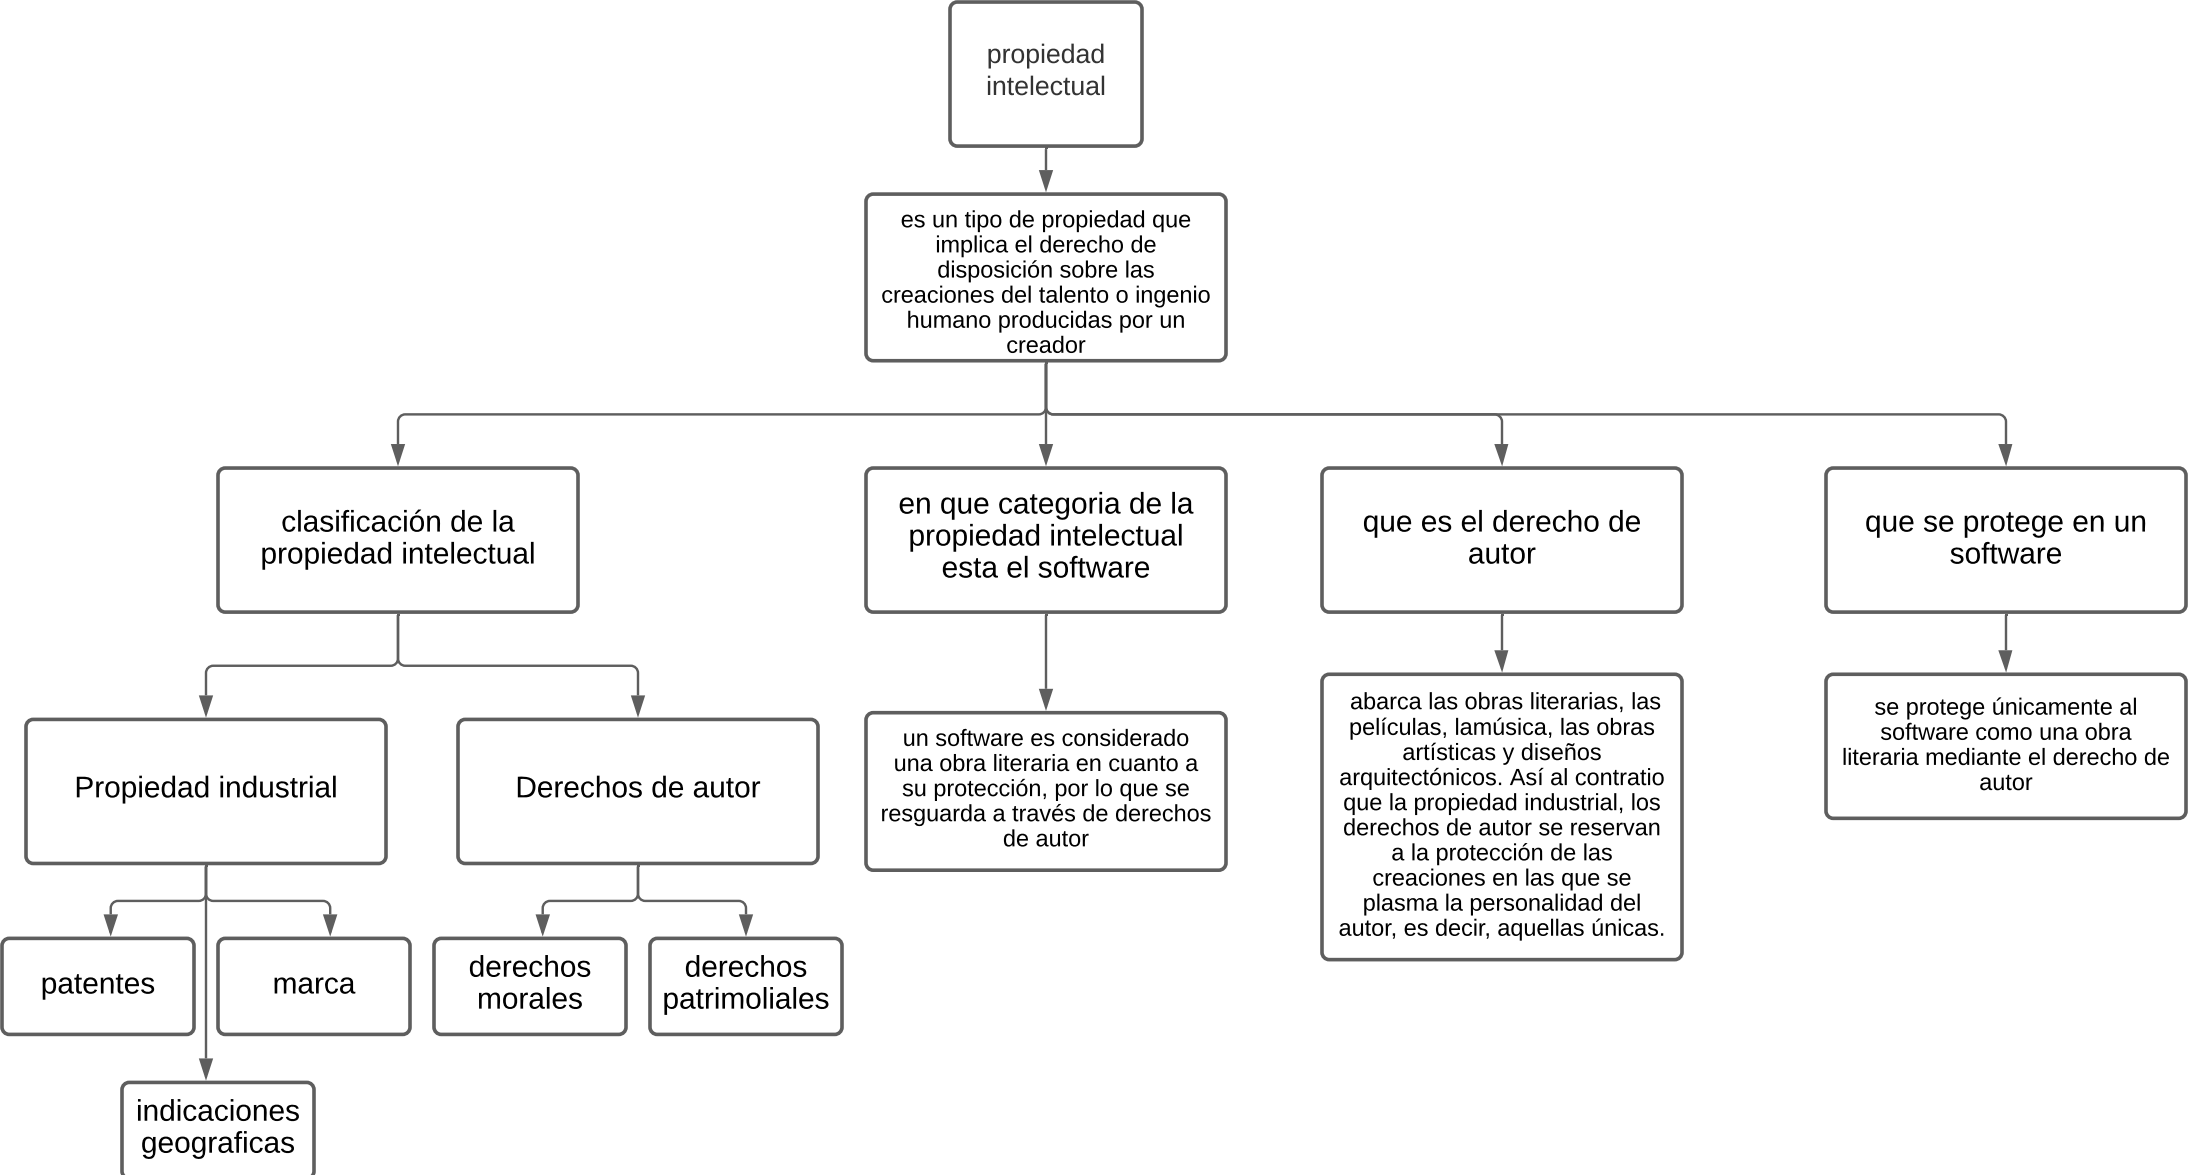 propiedad
intelectual
es un tipo de propiedad que
implica el derecho de
disposición sobre las
creaciones del talento o ingenio
humano producidas por un
creador
clasificación de la
propiedad intelectual
en que categoria de la
propiedad intelectual
esta el software
que es el derecho de
autor
que se protege en un
software
Propiedad industrial
Derechos de autor
un software es considerado
una obra literaria en cuanto a
su protección, por lo que se
resguarda a través de derechos
de autor
abarca las obras literarias, las
películas, lamúsica, las obras
artísticas y diseños
arquitectónicos. Así al contratio
que la propiedad industrial, los
derechos de autor se reservan
a la protección de las
creaciones en las que se
plasma la personalidad del
autor, es decir, aquellas únicas.
se protege únicamente al
software como una obra
literaria mediante el derecho de
autor
patentes
marca
derechos
morales
derechos
patrimoliales
indicaciones
geograficas